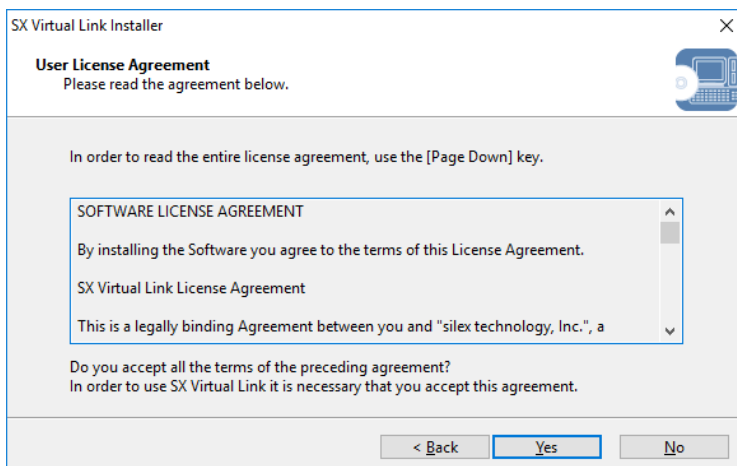 SX Virtual Link Installer
User License Agreement
Please read the agreement below.
In order to read the entire license agreement, use the [Page Down] key.
SOFTWARE LICENSE AGREEMENT
By installing the Software you agree to the terms of this License Agreement.
SX Virtual Link License Agreement
This is a legally binding Agreement between you and "silex technology, Inc.", a
Do you accept all the terms of the preceding agreement?
In order to use SX Virtual Link it is necessary that you accept this agreement.
< Back
Yes
No